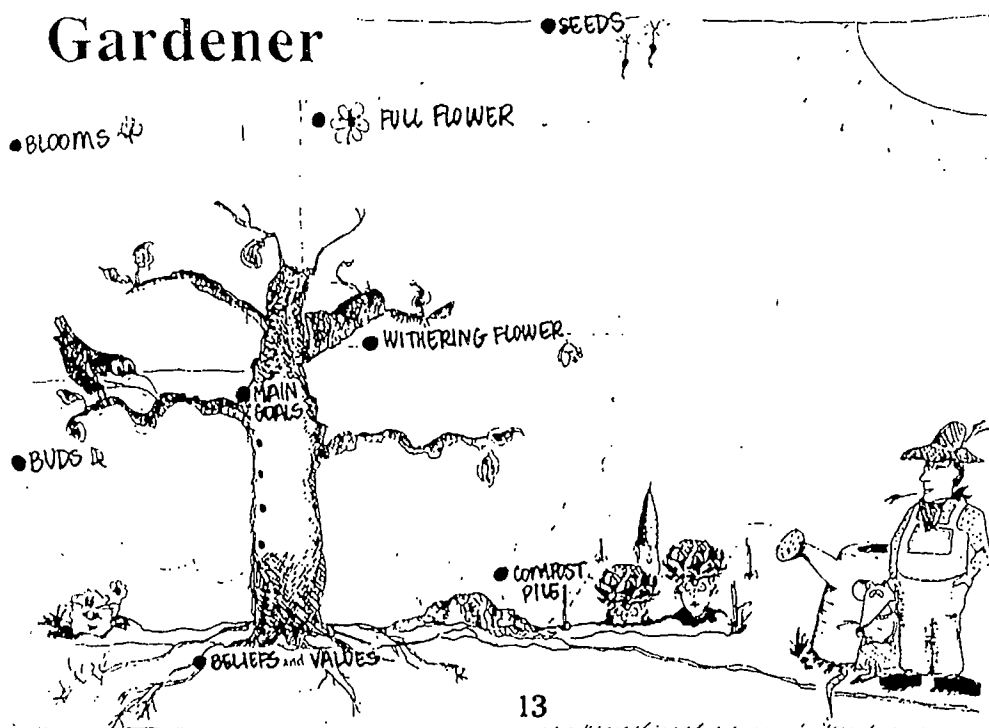 Gardener
SEEDS
FULL FLOWER
BLOOMS
WITHERING FLOWER
MAIN
GOALS
BUDS
COMPOST
PILE
BELIEFS and VALUES
13